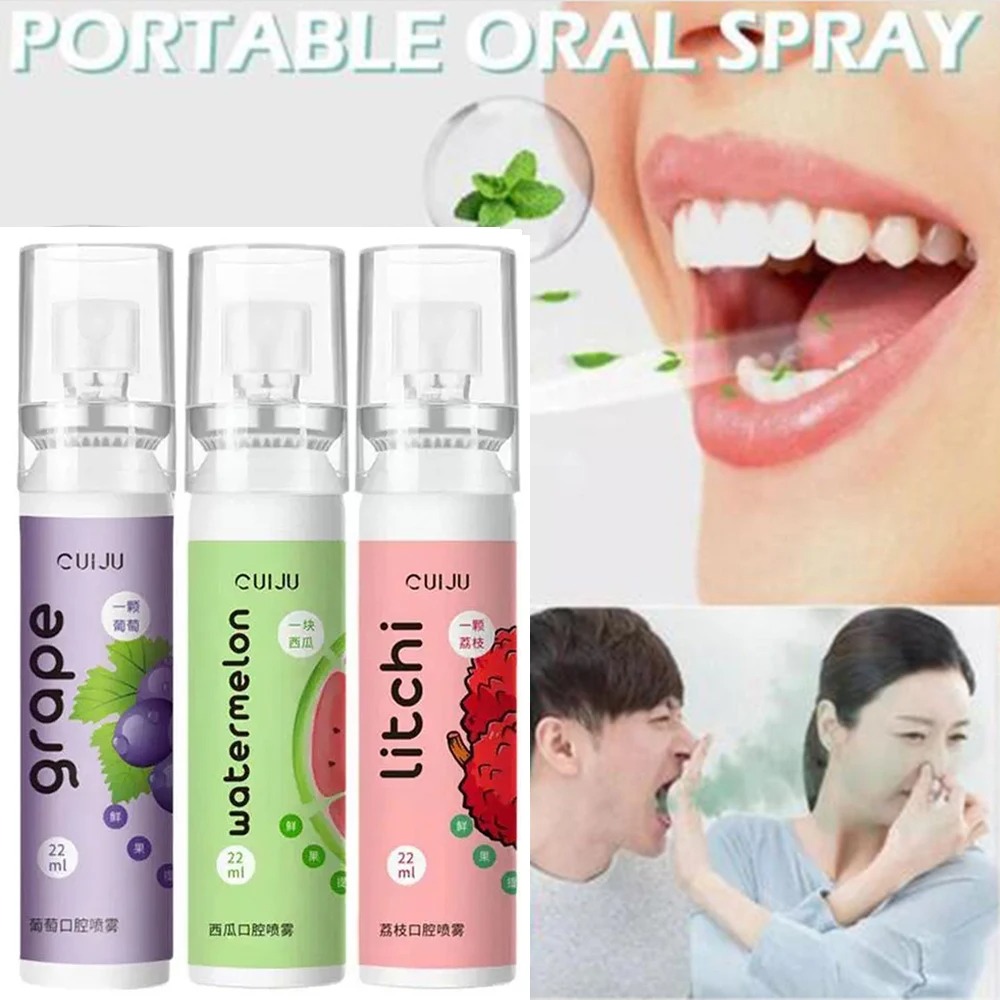 PORTABLE ORAL SPRAY
CUIJU
grape
一颗
葡萄
鲜
果
22
ml
葡萄口腔喷雾
CUIJU
watermelon
一块
西瓜
鲜
果
提
22
ml
西瓜口腔喷雾
CUIJU
litchi
一颗
荔枝
鲜
果
提
22
ml
荔枝口腔喷雾